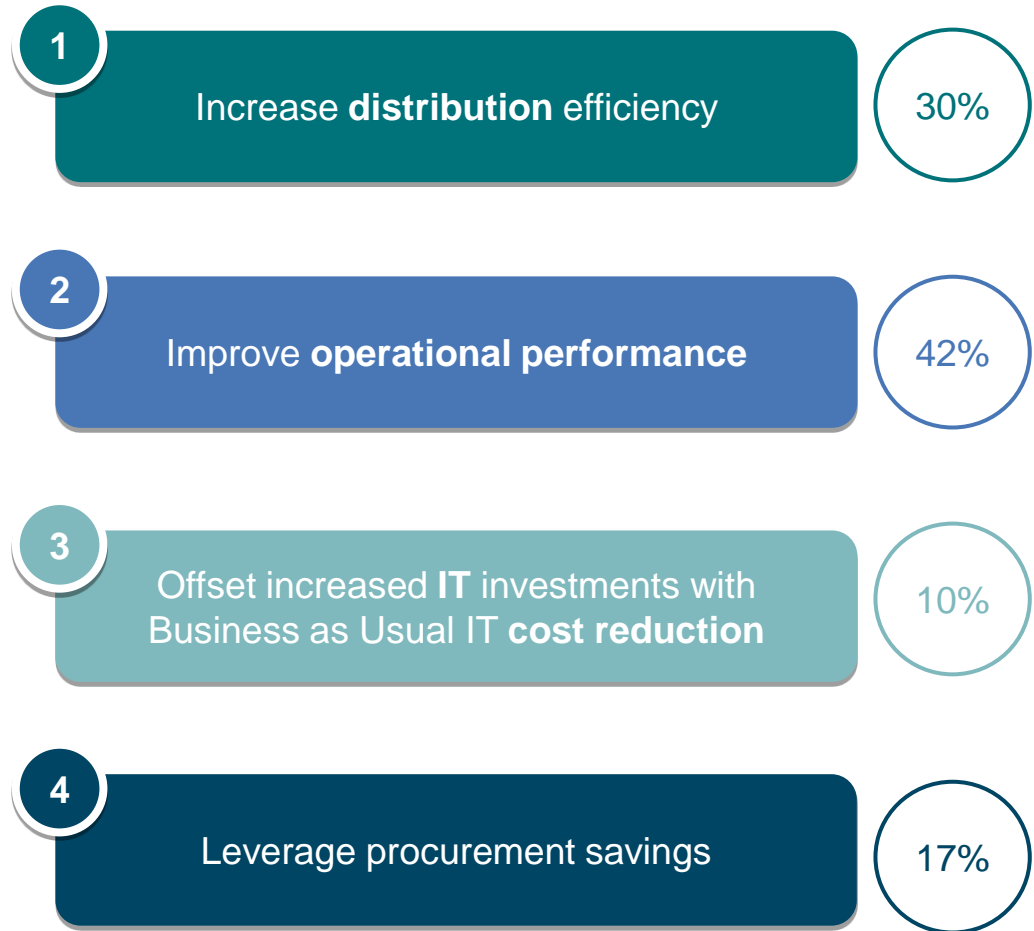 1
Increase distribution efficiency
30%
2
Improve operational performance
42%
3
Offset increased IT investments with
Business as Usual IT cost reduction
10%
4
Leverage procurement savings
17%